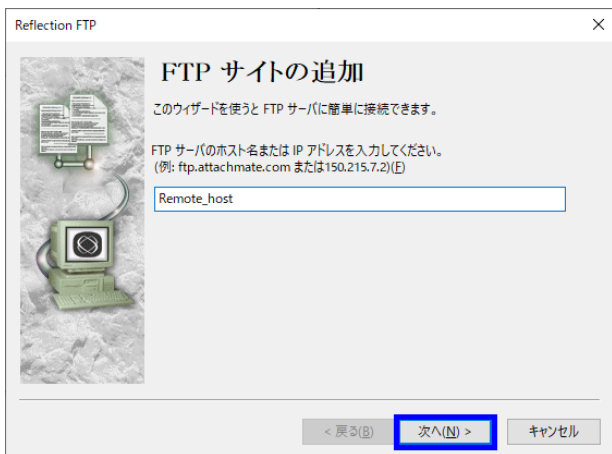 Reflection FTP
FTP サイトの追加
このウィザードを使うと FTP サーバに簡単に接続できます。
FTP サーバのホスト名または IP アドレスを入力してください。
(例: ftp.attachmate.com または150.215.7.2)(F)
Remote_host
< 戻る(B) 次へ(N) > キャンセル